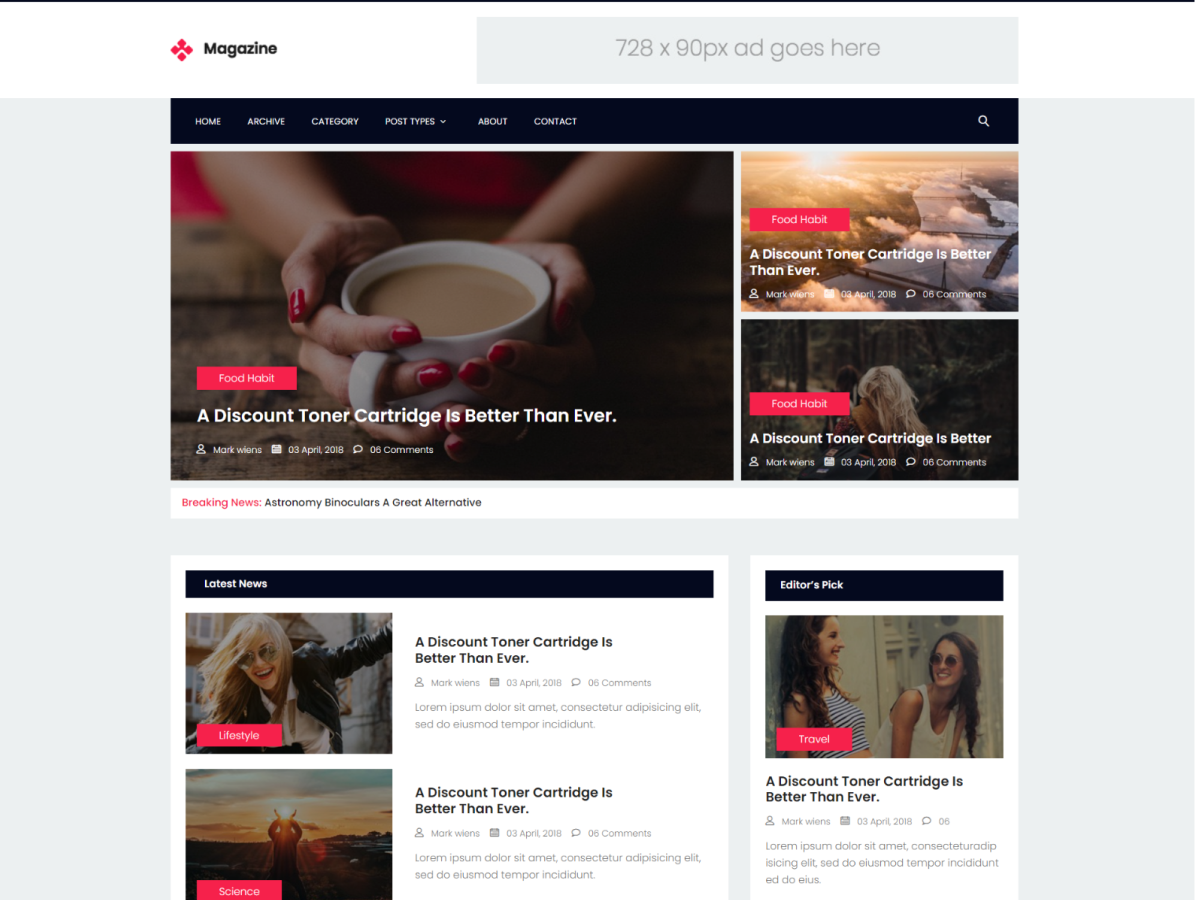 Magazine
728 x 90px ad goes here
HOME ARCHIVE CATEGORY POST TYPES ABOUT CONTACT
Food Habit
A Discount Toner Cartridge Is Better Than Ever.
Mark wiens 03 April, 2018 06 Comments
Food Habit
A Discount Toner Cartridge Is Better
Than Ever.
Mark wiens 03 April, 2018 06 Comments
Food Habit
A Discount Toner Cartridge Is Better
Mark wiens 03 April, 2018 06 Comments
Breaking News: Astronomy Binoculars A Great Alternative
Latest News
Lifestyle
A Discount Toner Cartridge Is
Better Than Ever.
Mark wiens 03 April, 2018 06 Comments
Lorem ipsum dolor sit amet, consectetur adipisicing elit,
sed do eiusmod tempor incididunt.
Science
A Discount Toner Cartridge Is
Better Than Ever.
Mark wiens 03 April, 2018 06 Comments
Lorem ipsum dolor sit amet, consectetur adipisicing elit,
sed do eiusmod tempor incididunt.
Editor's Pick
Travel
A Discount Toner Cartridge Is
Better Than Ever.
Mark wiens 03 April, 2018 06
Lorem ipsum dolor sit amet, consecteturadip
isicing elit, sed do eiusmod tempor incididunt
ed do eius.